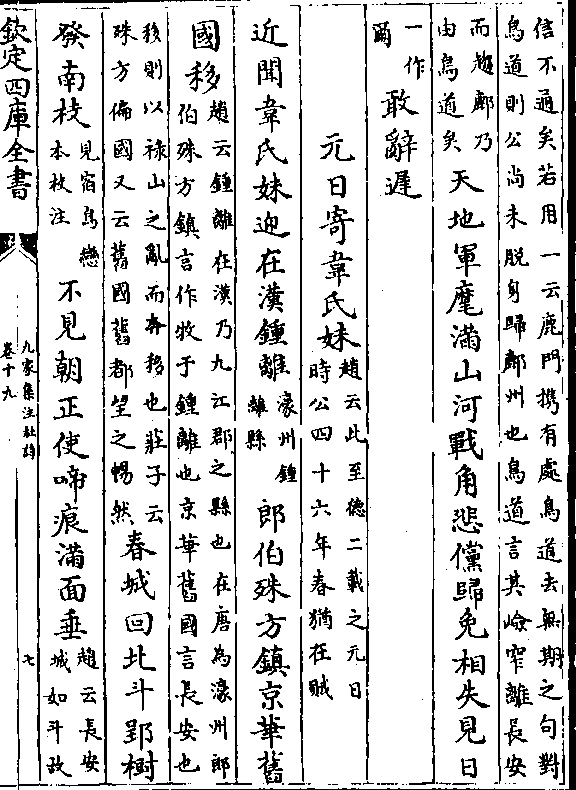 信不通矣若用一云鹿門携有處鳥道去無期之句對
鳥道則公尚未脫身歸鄜州也鳥道言其嶮窄離長安
而趨鄜乃
由鳥道矣
天地軍麾滿山河戰角悲儻歸免相失見日
一作
爾
敢辭遲
元日寄韋氏妹
趙云此至德二載之元日
時公四十六年春猶在賊
近聞韋氏妹迎在漢鍾離
濠州鍾
離縣
郎伯殊方鎮京華舊
國移
趙云鍾離在漢乃九江郡之縣也在唐為濠州郎
伯殊方鎮言作牧于鍾離也京華舊國言長安也
移則以祿山之亂而奔移也莊子云
殊方偏國又云舊國舊都望之暢然
春城回北斗郢樹
發南枝
見宿鳥戀
本枝注
不見朝正使啼痕滿面垂
趙云長安
城如斗故
欽定四庫全書
九家集注杜詩
卷十九
七